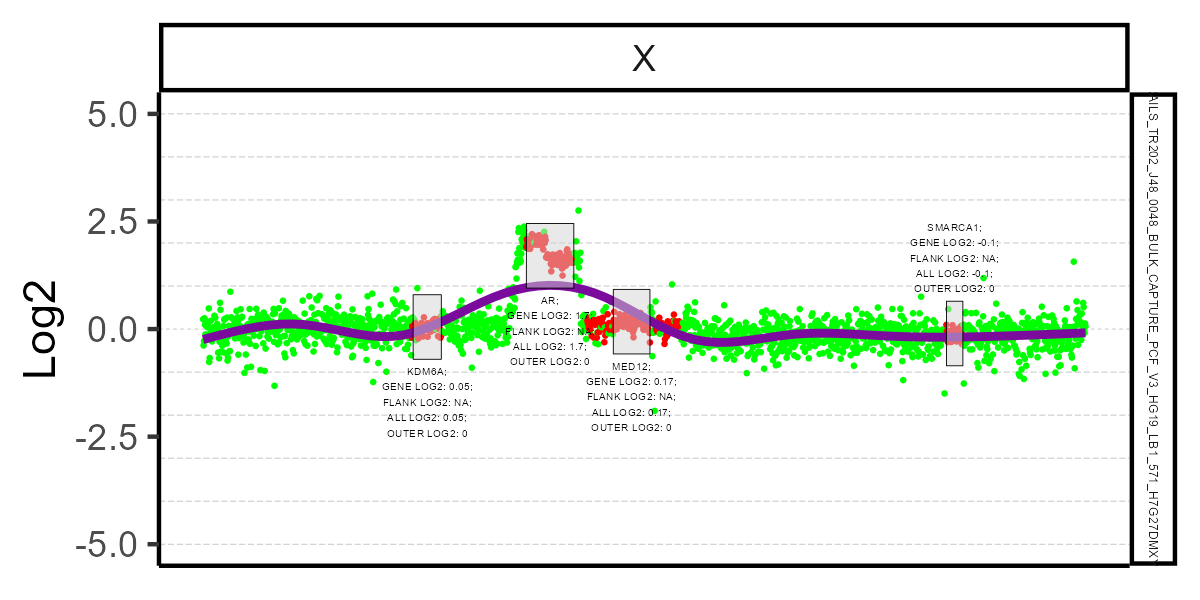 X
Log2
5.0
2.5
0.0
-2.5
-5.0
KDM6A;
GENE LOG2: 0.05;
FLANK LOG2: NA;
ALL LOG2: 0.05;
OUTER LOG2: 0
AR;
GENE LOG2: 1.7;
FLANK LOG2: NA;
ALL LOG2: 1.7;
OUTER LOG2: 0
MED12;
GENE LOG2: 0.17;
FLANK LOG2: NA;
ALL LOG2: 0.17;
OUTER LOG2: 0
SMARCA1;
GENE LOG2: -0.1;
FLANK LOG2: NA;
ALL LOG2: -0.1;
OUTER LOG2: 0
AILS_TR202_J48_0048_BULK_CAPTURE_PCF_V3_HG19_LB1_571_H7G27DMXY